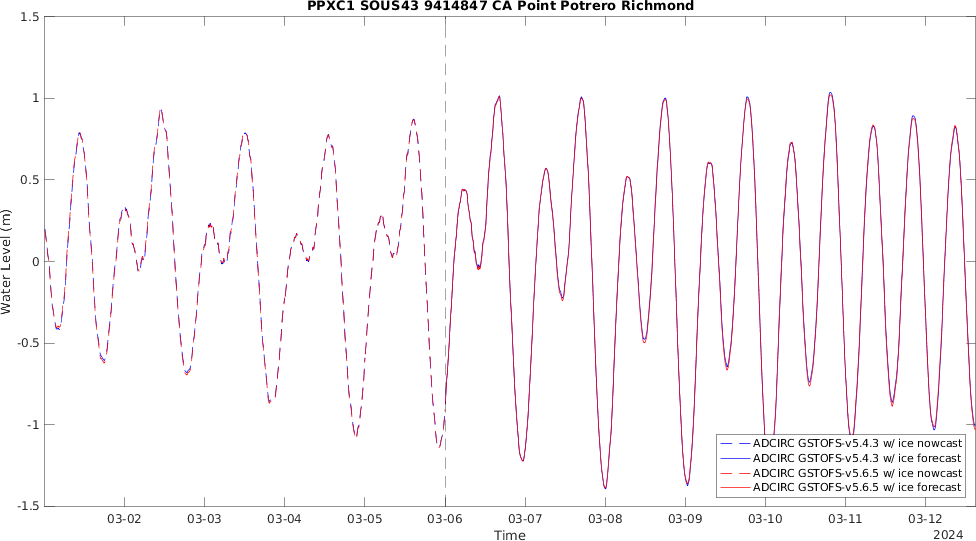 PPXC1 SOUS43 9414847 CA Point Potrero Richmond
1.5
1
0.5
0
-0.5
-1
-1.5
Water Level (m)
03-02 03-03 03-04 03-05 03-06 03-07 03-08 03-09 03-10 03-11 03-12
Time
2024
ADCIRC GSTOFS-v5.4.3 w/ ice nowcast
ADCIRC GSTOFS-v5.4.3 w/ ice forecast
ADCIRC GSTOFS-v5.6.5 w/ ice nowcast
ADCIRC GSTOFS-v5.6.5 w/ ice forecast